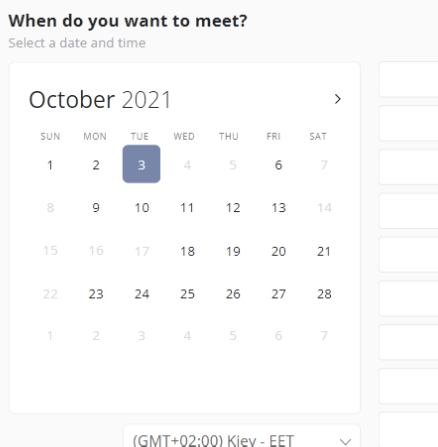 When do you want to meet?
Select a date and time
October 2021
SUN MON TUE WED THU FRI SAT
1 2 3 4 5 6 7
8 9 10 11 12 13 14
15 16 17 18 19 20 21
22 23 24 25 26 27 28
1 2 3 4 5 6 7
(GMT+02:00) Kiev - EET